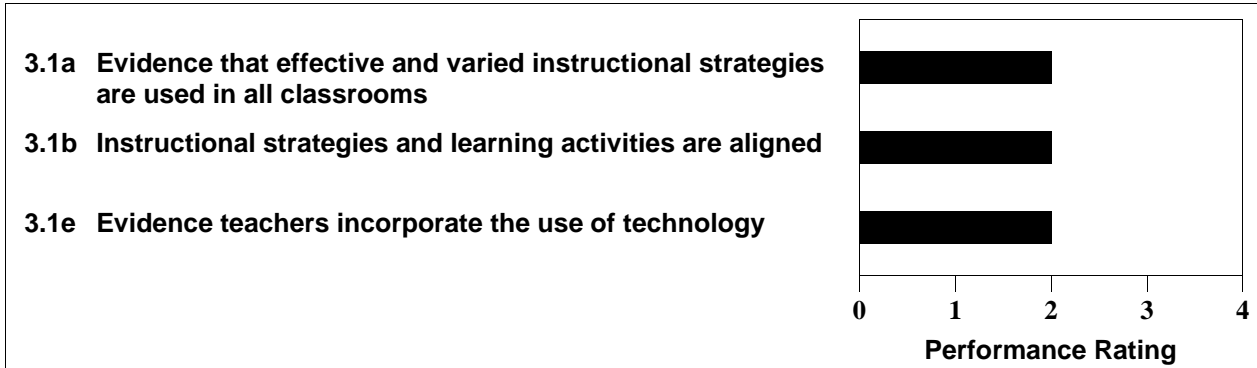 3.1a Evidence that effective and varied instructional strategies
are used in all classrooms
3.1b Instructional strategies and learning activities are aligned
3.1e Evidence teachers incorporate the use of technology
0 1 2 3 4
Performance Rating